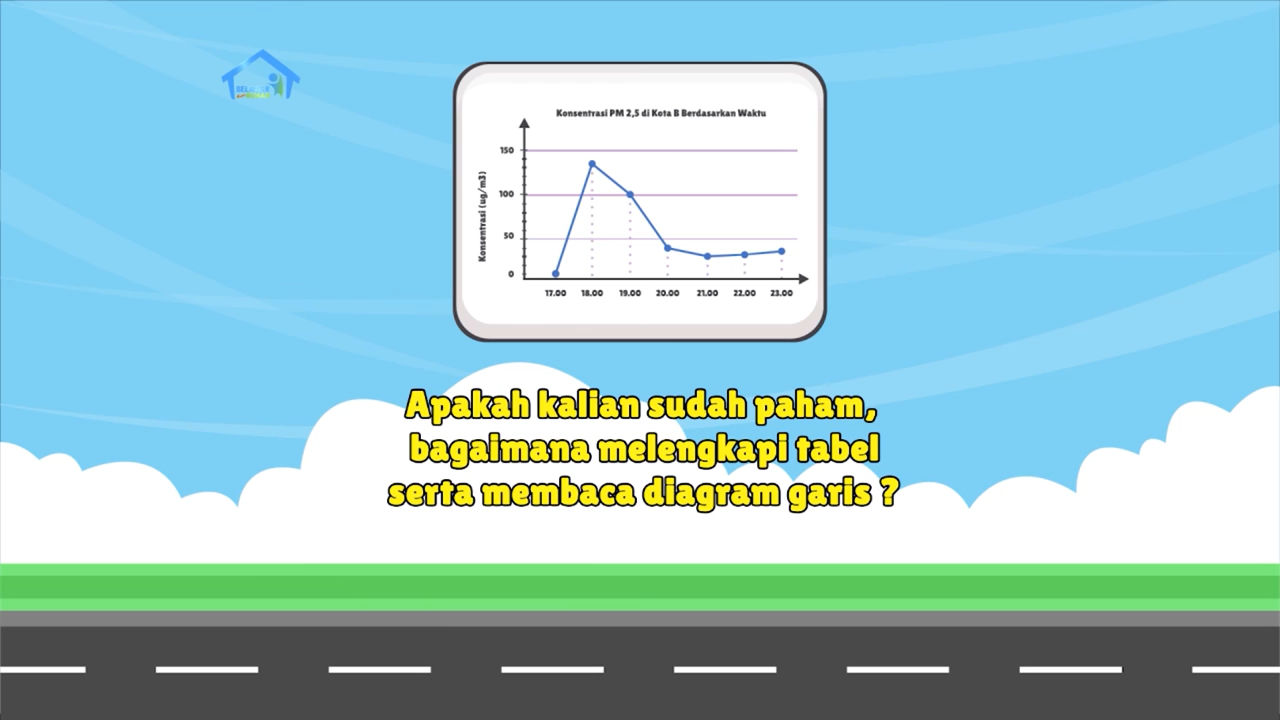 BELAJAR
Konsentrasi PM 2,5 di Kota B Berdasarkan Waktu
Konsentrasi (ug/m3)
150
100
50
0
17.00 18.00 19.00 20.00 21.00 22.00 23.00
Apakah kalian sudah paham,
bagaimana melengkapi tabel
serta membaca diagram garis ?